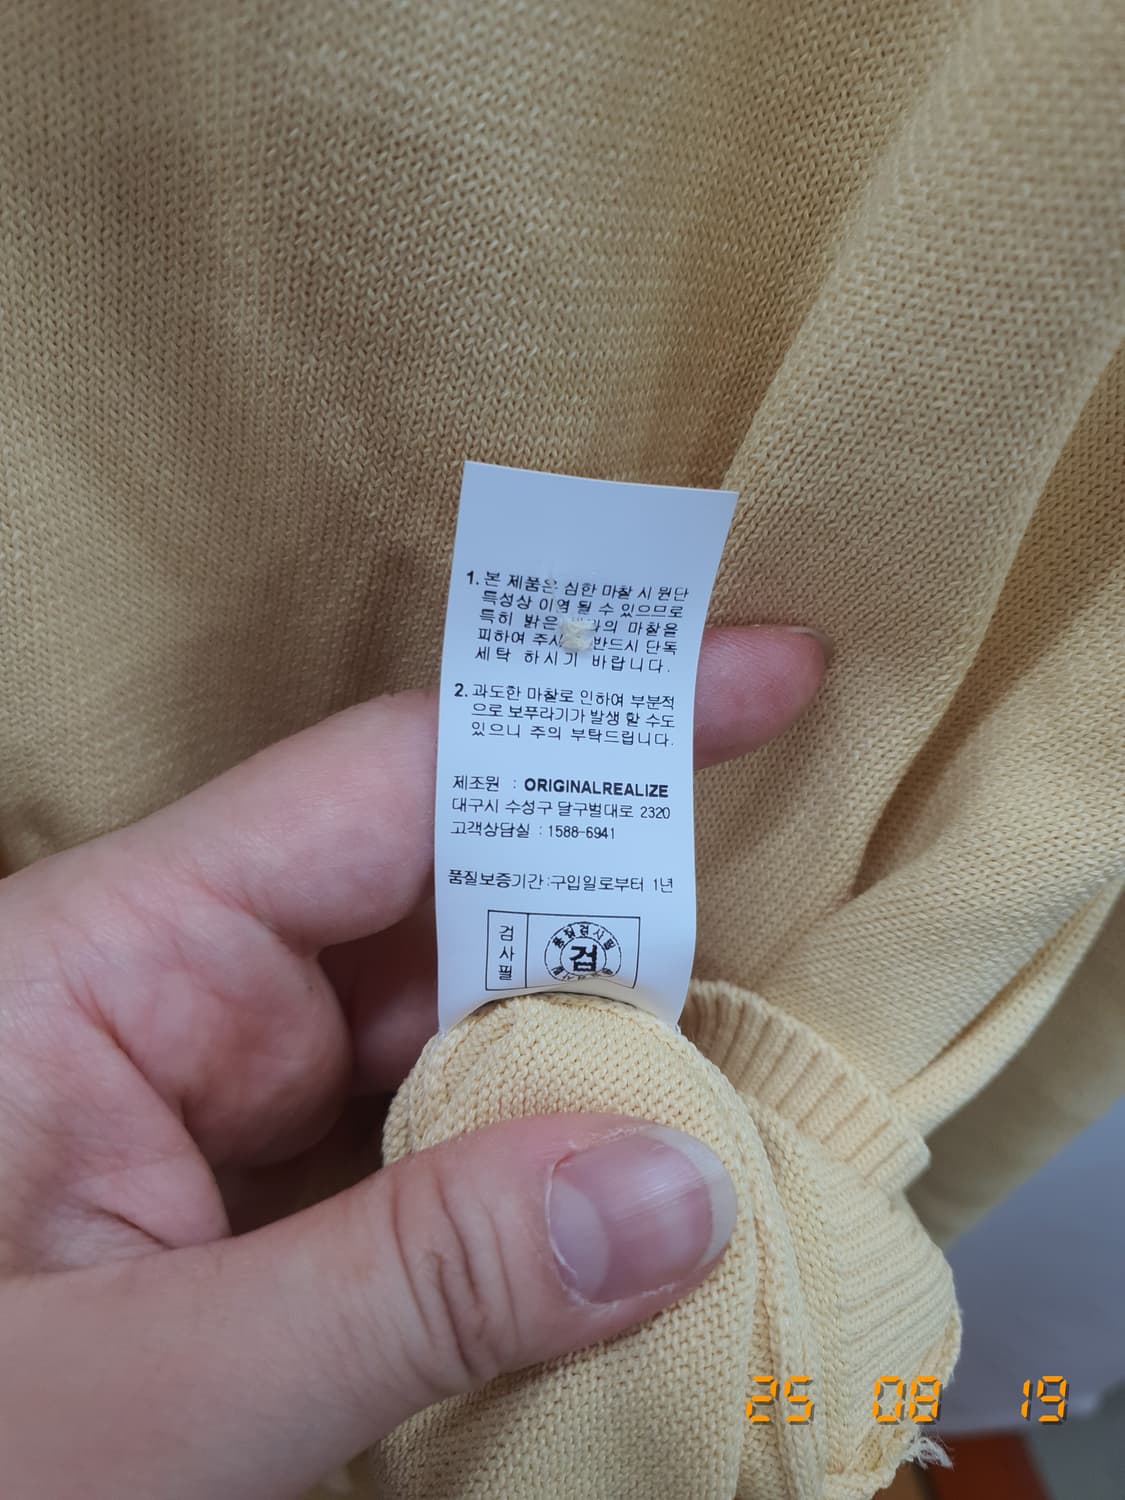 1. 본 제품은 심한 마찰 시 원단
특성상 이염 될 수 있으므로
특히 밝은 의 마찰을
피하여 주시 반드시 단독
세탁 하시기 바랍니다.
2. 과도한 마찰로 인하여 부분적
으로 보푸라기가 발생 할 수도
있으니 주의 부탁드립니다.
제조원 : ORIGINALREALIZE
대구시 수성구 달구벌대로 2320
고객상담실 : 1588-6941
품질보증기간:구입일로부터 1년
검사필
품질검사필
검
25 08 19